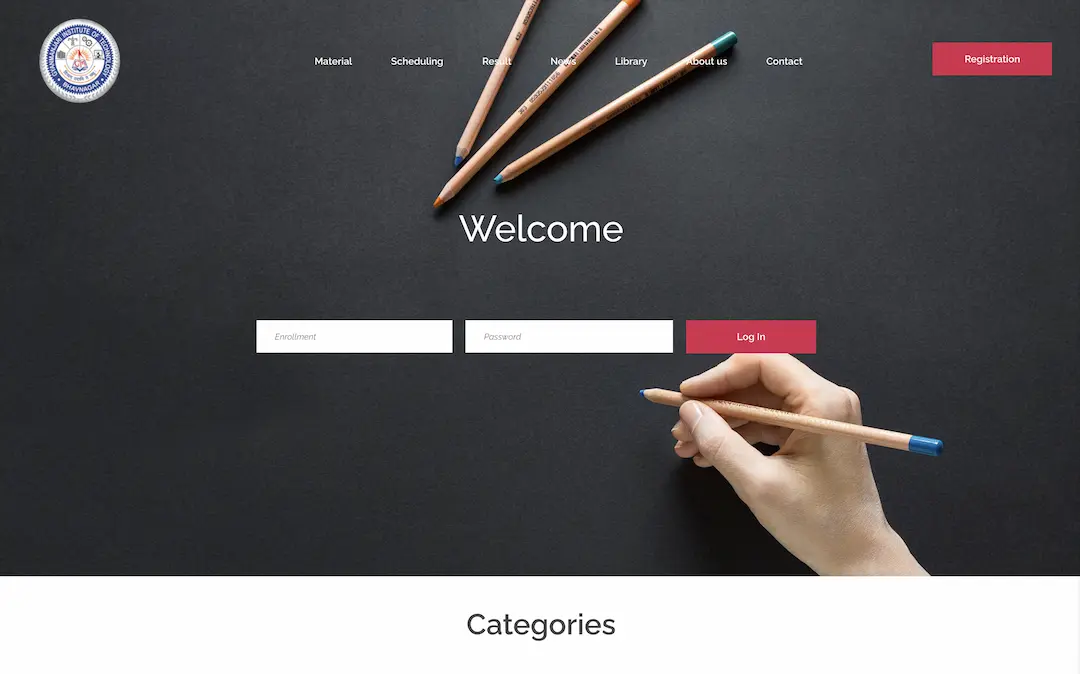 GYANMANJARI INSTITUTE OF TECHNOLOGY
BHAVNAGAR
Material Scheduling Result News Library About us Contact Registration
Welcome
Enrollment Password Log In
Categories